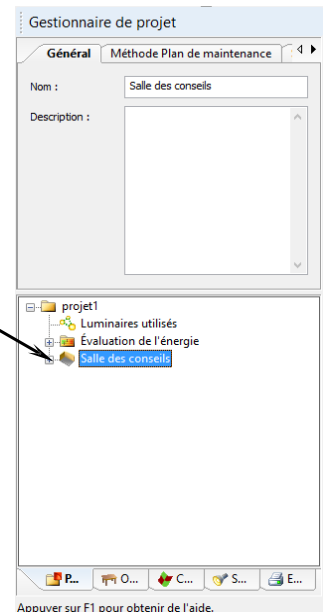 Gestionnaire de projet
Général Méthode Plan de maintenance
Nom : Salle des conseils
Description :
projet1
Luminaires utilisés
Évaluation de l'énergie
Salle des conseils
P... O... C... S... E...
Appuyer sur F1 pour obtenir de l'aide.